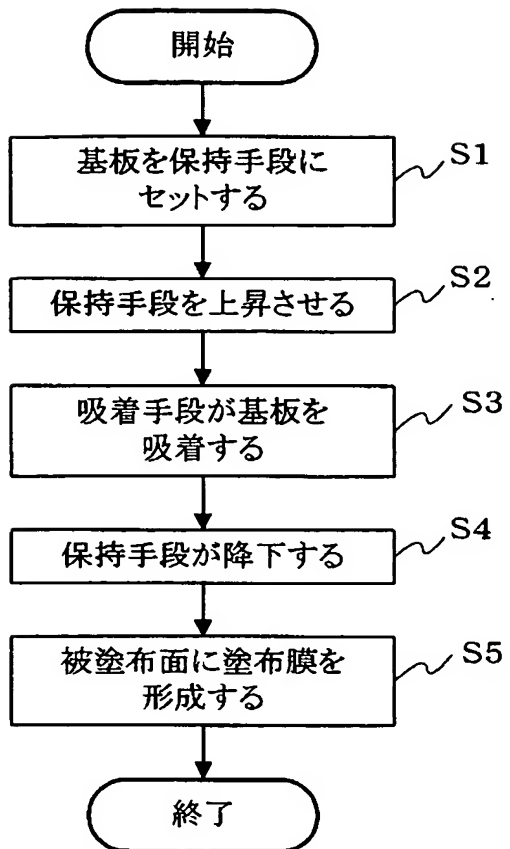 開始
基板を保持手段に
セットする
S1
保持手段を上昇させる
S2
吸着手段が基板を
吸着する
S3
保持手段が降下する
S4
被塗布面に塗布膜を
形成する
S5
終了